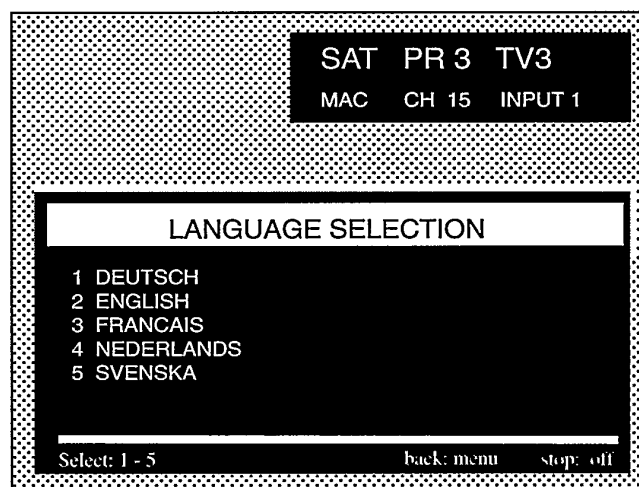 SAT PR 3 TV3
MAC CH 15 INPUT 1
LANGUAGE SELECTION
1 DEUTSCH
2 ENGLISH
3 FRANCAIS
4 NEDERLANDS
5 SVENSKA
Select: 1 - 5 back: menu stop: off